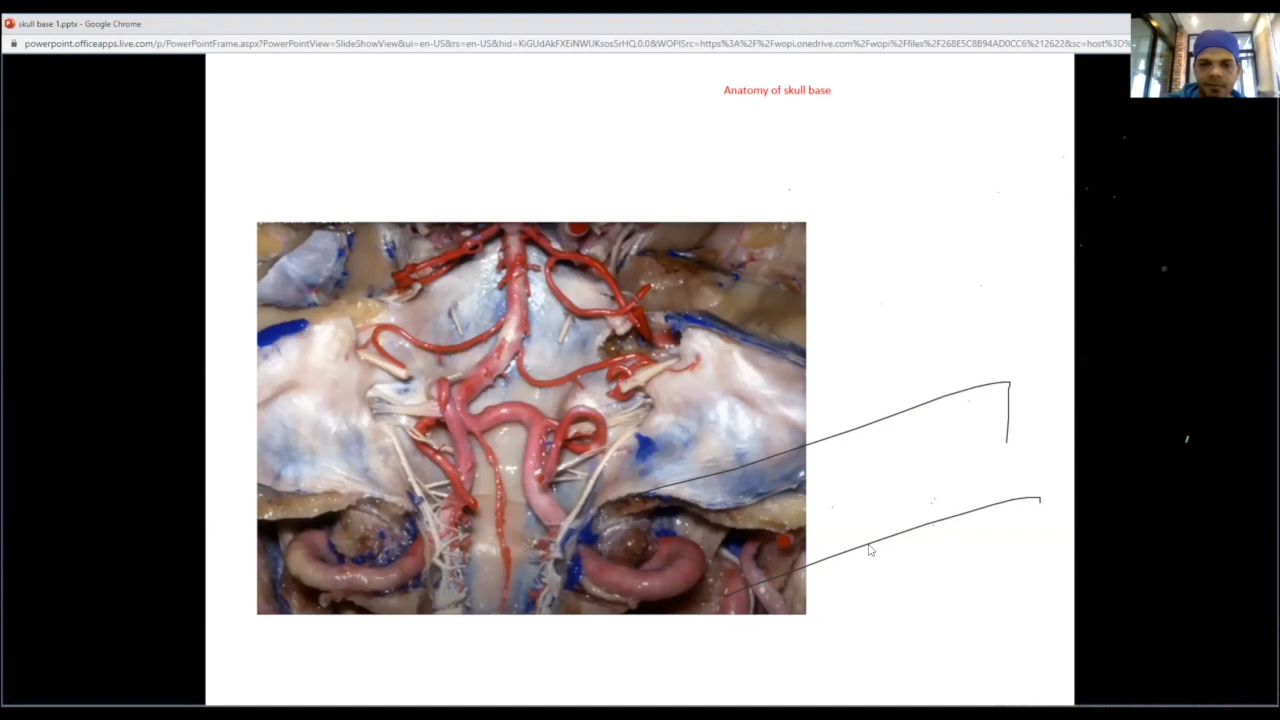 skull base 1.pptx - Google Chrome
powerpoint.officeapps.live.com/p/PowerPointFrame.aspx?PowerPointView=SlideShowView&ui=en-US&rs=en-US&hid=KiGUdAkFXEiNWUKsos5rHQ.0.0&WOPISrc=https%3A%2F%2Fwopi.onedrive.com%2Fwopi%2Ffiles%2F268E5C8B94AD0CC6%212622&sc=host%3D%
Anatomy of skull base